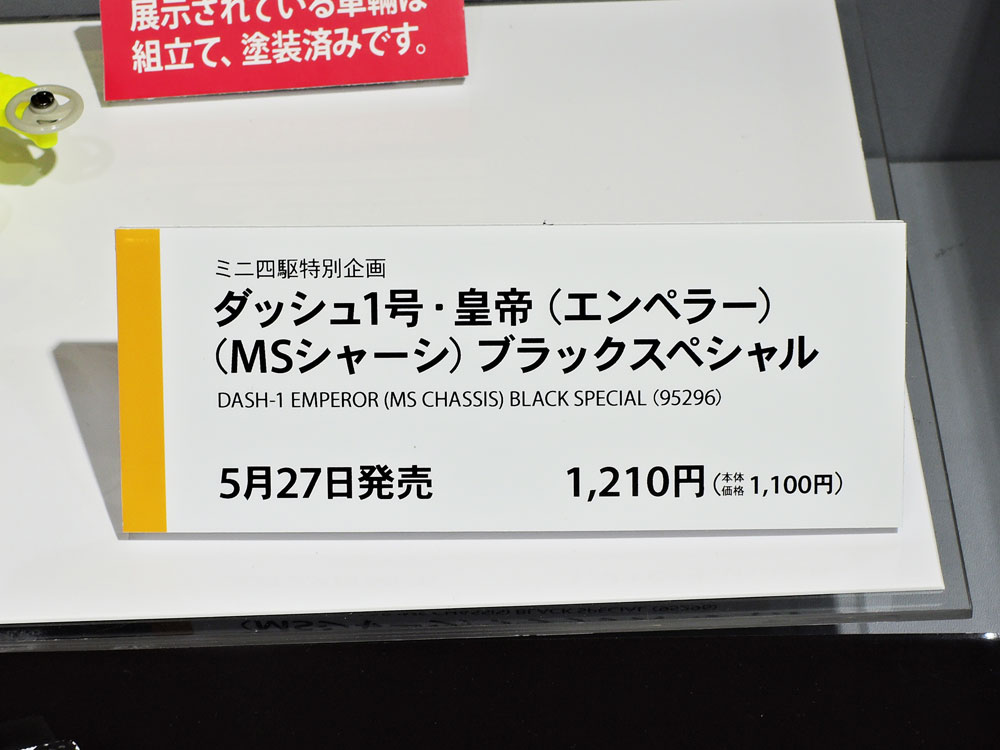 展示されている車輛は
組立て、塗装済みです。
ミニ四駆特別企画
ダッシュ1号・皇帝（エンペラー）
（MSシャーシ）ブラックスペシャル
DASH-1 EMPEROR (MS CHASSIS) BLACK SPECIAL（95296）
5月27日発売 1,210円（本体価格 1,100円）